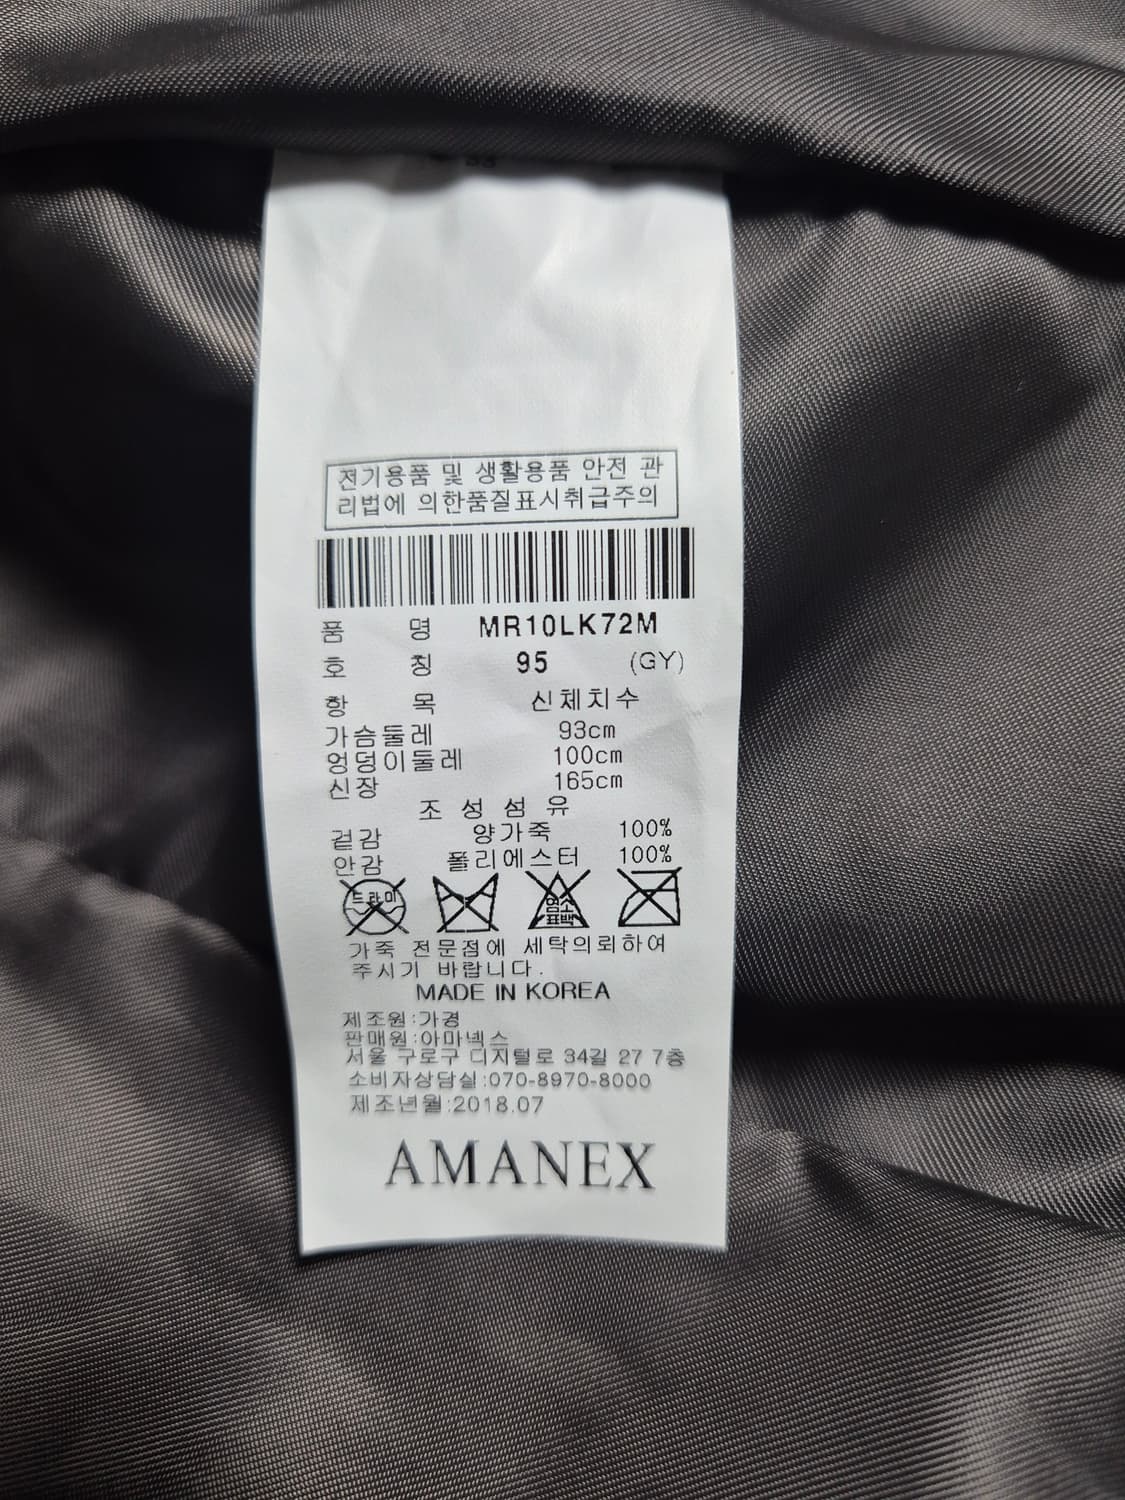 전기용품 및 생활용품 안전 관
리법에 의한품질표시취급주의
품 명 MR10LK72M
호 칭 95 (GY)
항 목 신체치수
가슴둘레 93cm
엉덩이둘레 100cm
신장 165cm
조성섬유
겉감 양가죽 100%
안감 폴리에스터 100%
드라이 염소 표백
가죽 전문점에 세탁의뢰하여
주시기 바랍니다.
MADE IN KOREA
제조원:가경
판매원:아마넥스
서울 구로구 디지털로 34길 27 7층
소비자상담실:070-8970-8000
제조년월:2018.07
AMANEX